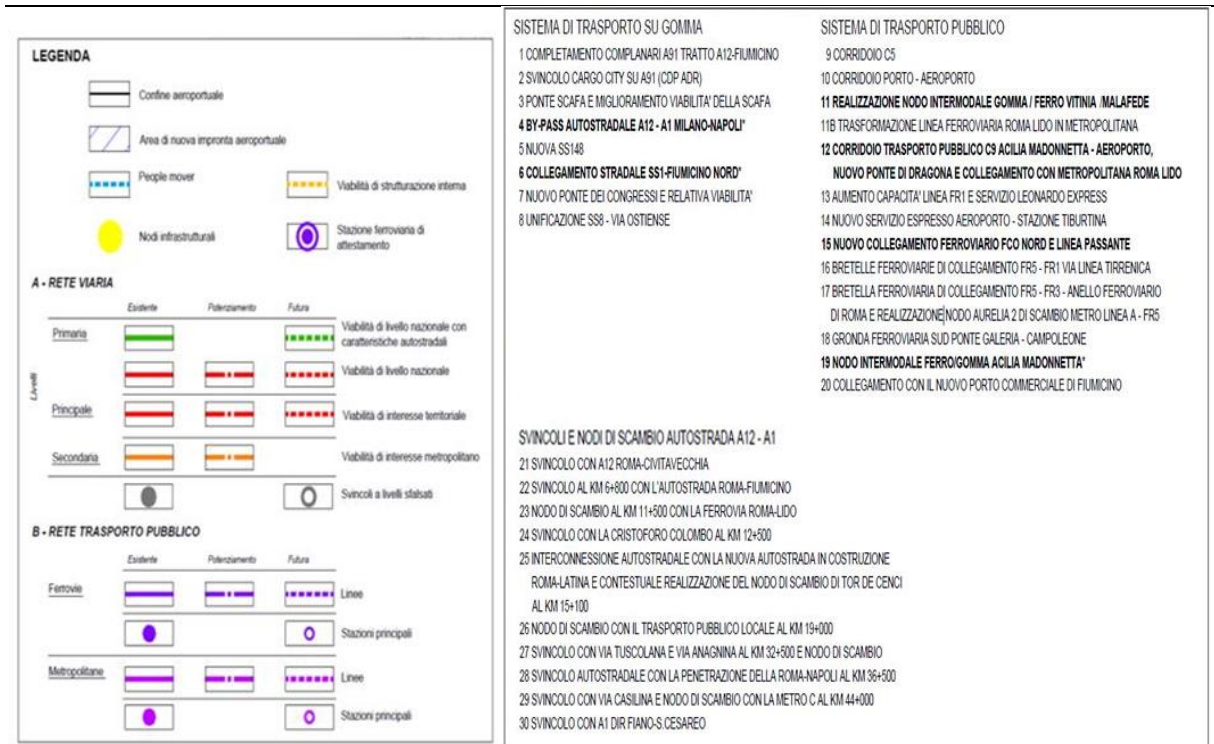 LEGENDA
Confine aeroportuale
Area di nuova impronta aeroportuale
People mover
Viabilità di strutturazione interna
Nodi infrastrutturali
Stazione ferroviaria di
attestamento
A - RETE VIARIA
Esistente Potenziamento Futura
Livelli
Primaria
Viabilità di livello nazionale con
caratteristiche autostradali
Viabilità di livello nazionale
Principale
Viabilità di interesse territoriale
Secondaria
Viabilità di interesse metropolitano
Svincoli a livelli sfalsati
B - RETE TRASPORTO PUBBLICO
Esistente Potenziamento Futura
Ferrovie
Linee
Stazioni principali
Metropolitane
Linee
Stazioni principali
SISTEMA DI TRASPORTO SU GOMMA
1 COMPLETAMENTO COMPLANARI A91 TRATTO A12-FIUMICINO
2 SVINCOLO CARGO CITY SU A91 (CDP ADR)
3 PONTE SCAFA E MIGLIORAMENTO VIABILITA' DELLA SCAFA
4 BY-PASS AUTOSTRADALE A12 - A1 MILANO-NAPOLI*
5 NUOVA SS148
6 COLLEGAMENTO STRADALE SS1-FIUMICINO NORD*
7 NUOVO PONTE DEI CONGRESSI E RELATIVA VIABILITA'
8 UNIFICAZIONE SS8 - VIA OSTIENSE
SISTEMA DI TRASPORTO PUBBLICO
9 CORRIDOIO C5
10 CORRIDOIO PORTO - AEROPORTO
11 REALIZZAZIONE NODO INTERMODALE GOMMA / FERRO VITINIA /MALAFEDE
11B TRASFORMAZIONE LINEA FERROVIARIA ROMA LIDO IN METROPOLITANA
12 CORRIDOIO TRASPORTO PUBBLICO C9 ACILIA MADONNETTA - AEROPORTO,
NUOVO PONTE DI DRAGONA E COLLEGAMENTO CON METROPOLITANA ROMA LIDO
13 AUMENTO CAPACITA' LINEA FR1 E SERVIZIO LEONARDO EXPRESS
14 NUOVO SERVIZIO ESPRESSO AEROPORTO - STAZIONE TIBURTINA
15 NUOVO COLLEGAMENTO FERROVIARIO FCO NORD E LINEA PASSANTE
16 BRETELLE FERROVIARIE DI COLLEGAMENTO FR5 - FR1 VIA LINEA TIRRENICA
17 BRETELLA FERROVIARIA DI COLLEGAMENTO FR5 - FR3 - ANELLO FERROVIARIO
DI ROMA E REALIZZAZIONE NODO AURELIA 2 DI SCAMBIO METRO LINEA A - FR5
18 GRONDA FERROVIARIA SUD PONTE GALERIA - CAMPOLEONE
19 NODO INTERMODALE FERRO/GOMMA ACILIA MADONNETTA*
20 COLLEGAMENTO CON IL NUOVO PORTO COMMERCIALE DI FIUMICINO
SVINCOLI E NODI DI SCAMBIO AUTOSTRADA A12 - A1
21 SVINCOLO CON A12 ROMA-CIVITAVECCHIA
22 SVINCOLO AL KM 6+800 CON L'AUTOSTRADA ROMA-FIUMICINO
23 NODO DI SCAMBIO AL KM 11+500 CON LA FERROVIA ROMA-LIDO
24 SVINCOLO CON LA CRISTOFORO COLOMBO AL KM 12+500
25 INTERCONNESSIONE AUTOSTRADALE CON LA NUOVA AUTOSTRADA IN COSTRUZIONE
ROMA-LATINA E CONTESTUALE REALIZZAZIONE DEL NODO DI SCAMBIO DI TOR DE CENCI
AL KM 15+100
26 NODO DI SCAMBIO CON IL TRASPORTO PUBBLICO LOCALE AL KM 19+000
27 SVINCOLO CON VIA TUSCOLANA E VIA ANAGNINA AL KM 32+500 E NODO DI SCAMBIO
28 SVINCOLO AUTOSTRADALE CON LA PENETRAZIONE DELLA ROMA-NAPOLI AL KM 36+500
29 SVINCOLO CON VIA CASILINA E NODO DI SCAMBIO CON LA METRO C AL KM 44+000
30 SVINCOLO CON A1 DIR FIANO-S.CESAREO